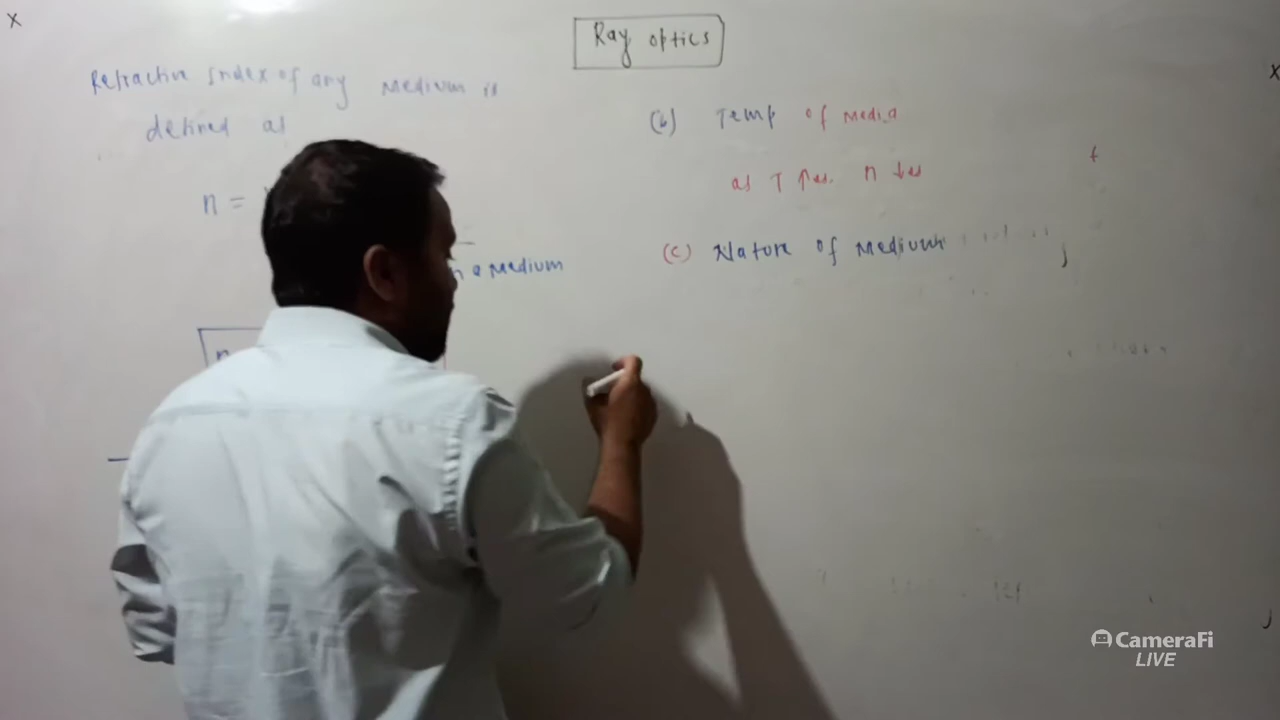 Ray optics
Refractive Index of any medium is
defined as
n =
n a medium
n
(b) Temp of media
as T ↑es. n ↓es
(c) Nature of medium
CameraFi
LIVE